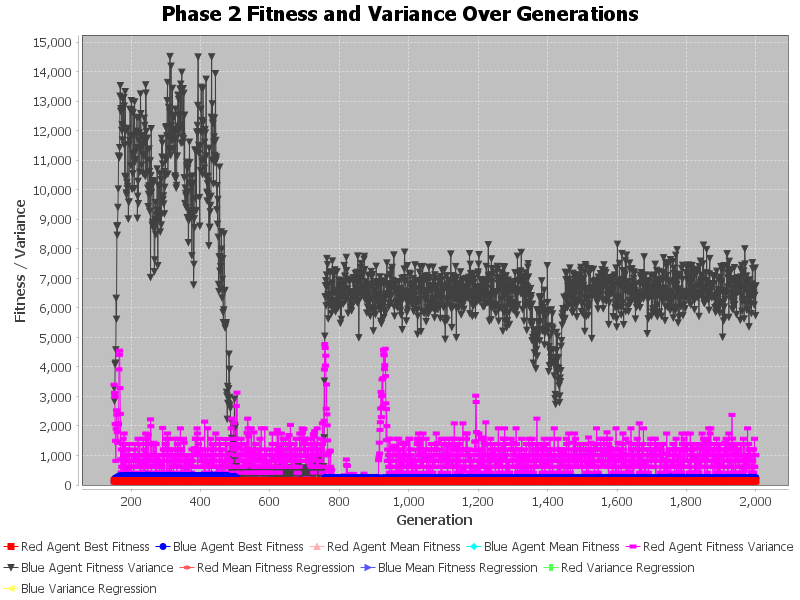 Phase 2 Fitness and Variance Over Generations
15,000
14,000
13,000
12,000
11,000
10,000
9,000
8,000
7,000
6,000
5,000
4,000
3,000
2,000
1,000
0
Fitness / Variance
200 400 600 800 1,000 1,200 1,400 1,600 1,800 2,000
Generation
Red Agent Best Fitness Blue Agent Best Fitness Red Agent Mean Fitness Blue Agent Mean Fitness Red Agent Fitness Variance
Blue Agent Fitness Variance Red Mean Fitness Regression Blue Mean Fitness Regression Red Variance Regression
Blue Variance Regression